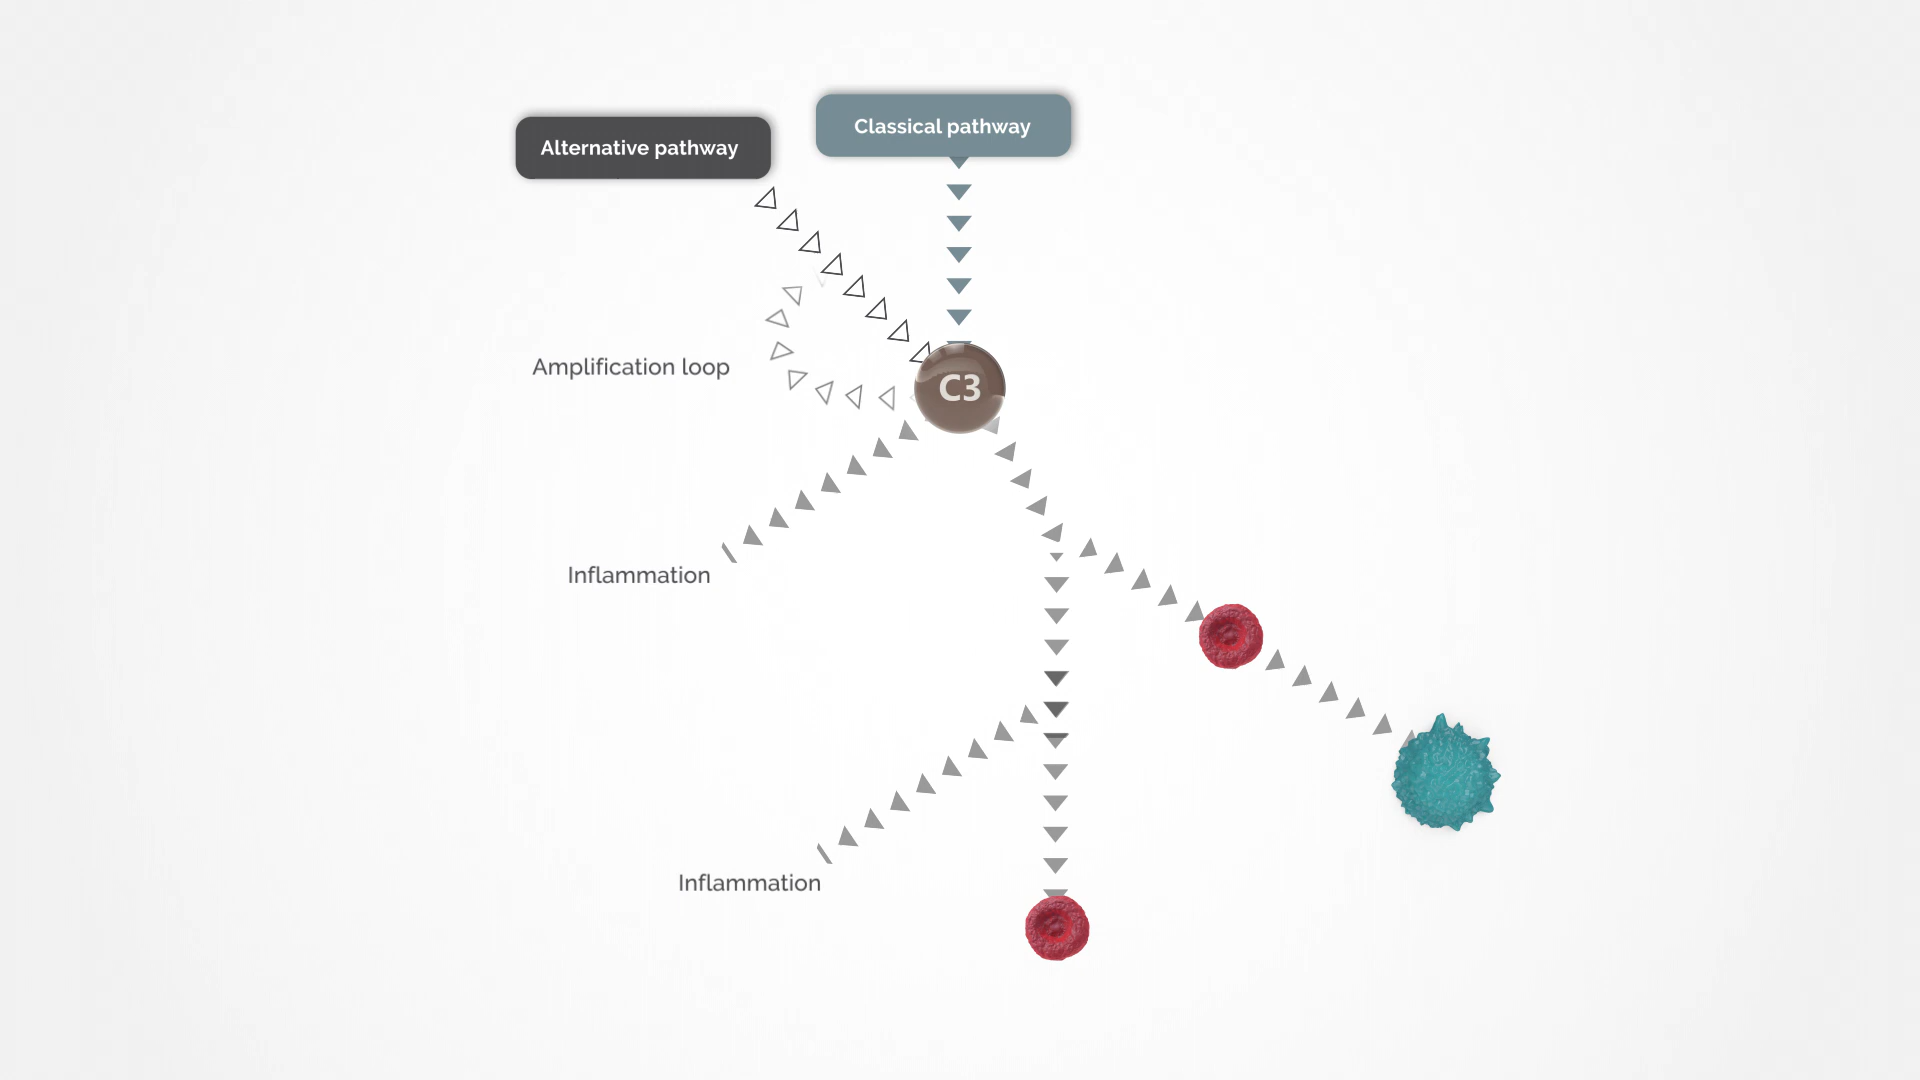 Classical pathway
Alternative pathway
Amplification loop
C3
Inflammation
Inflammation